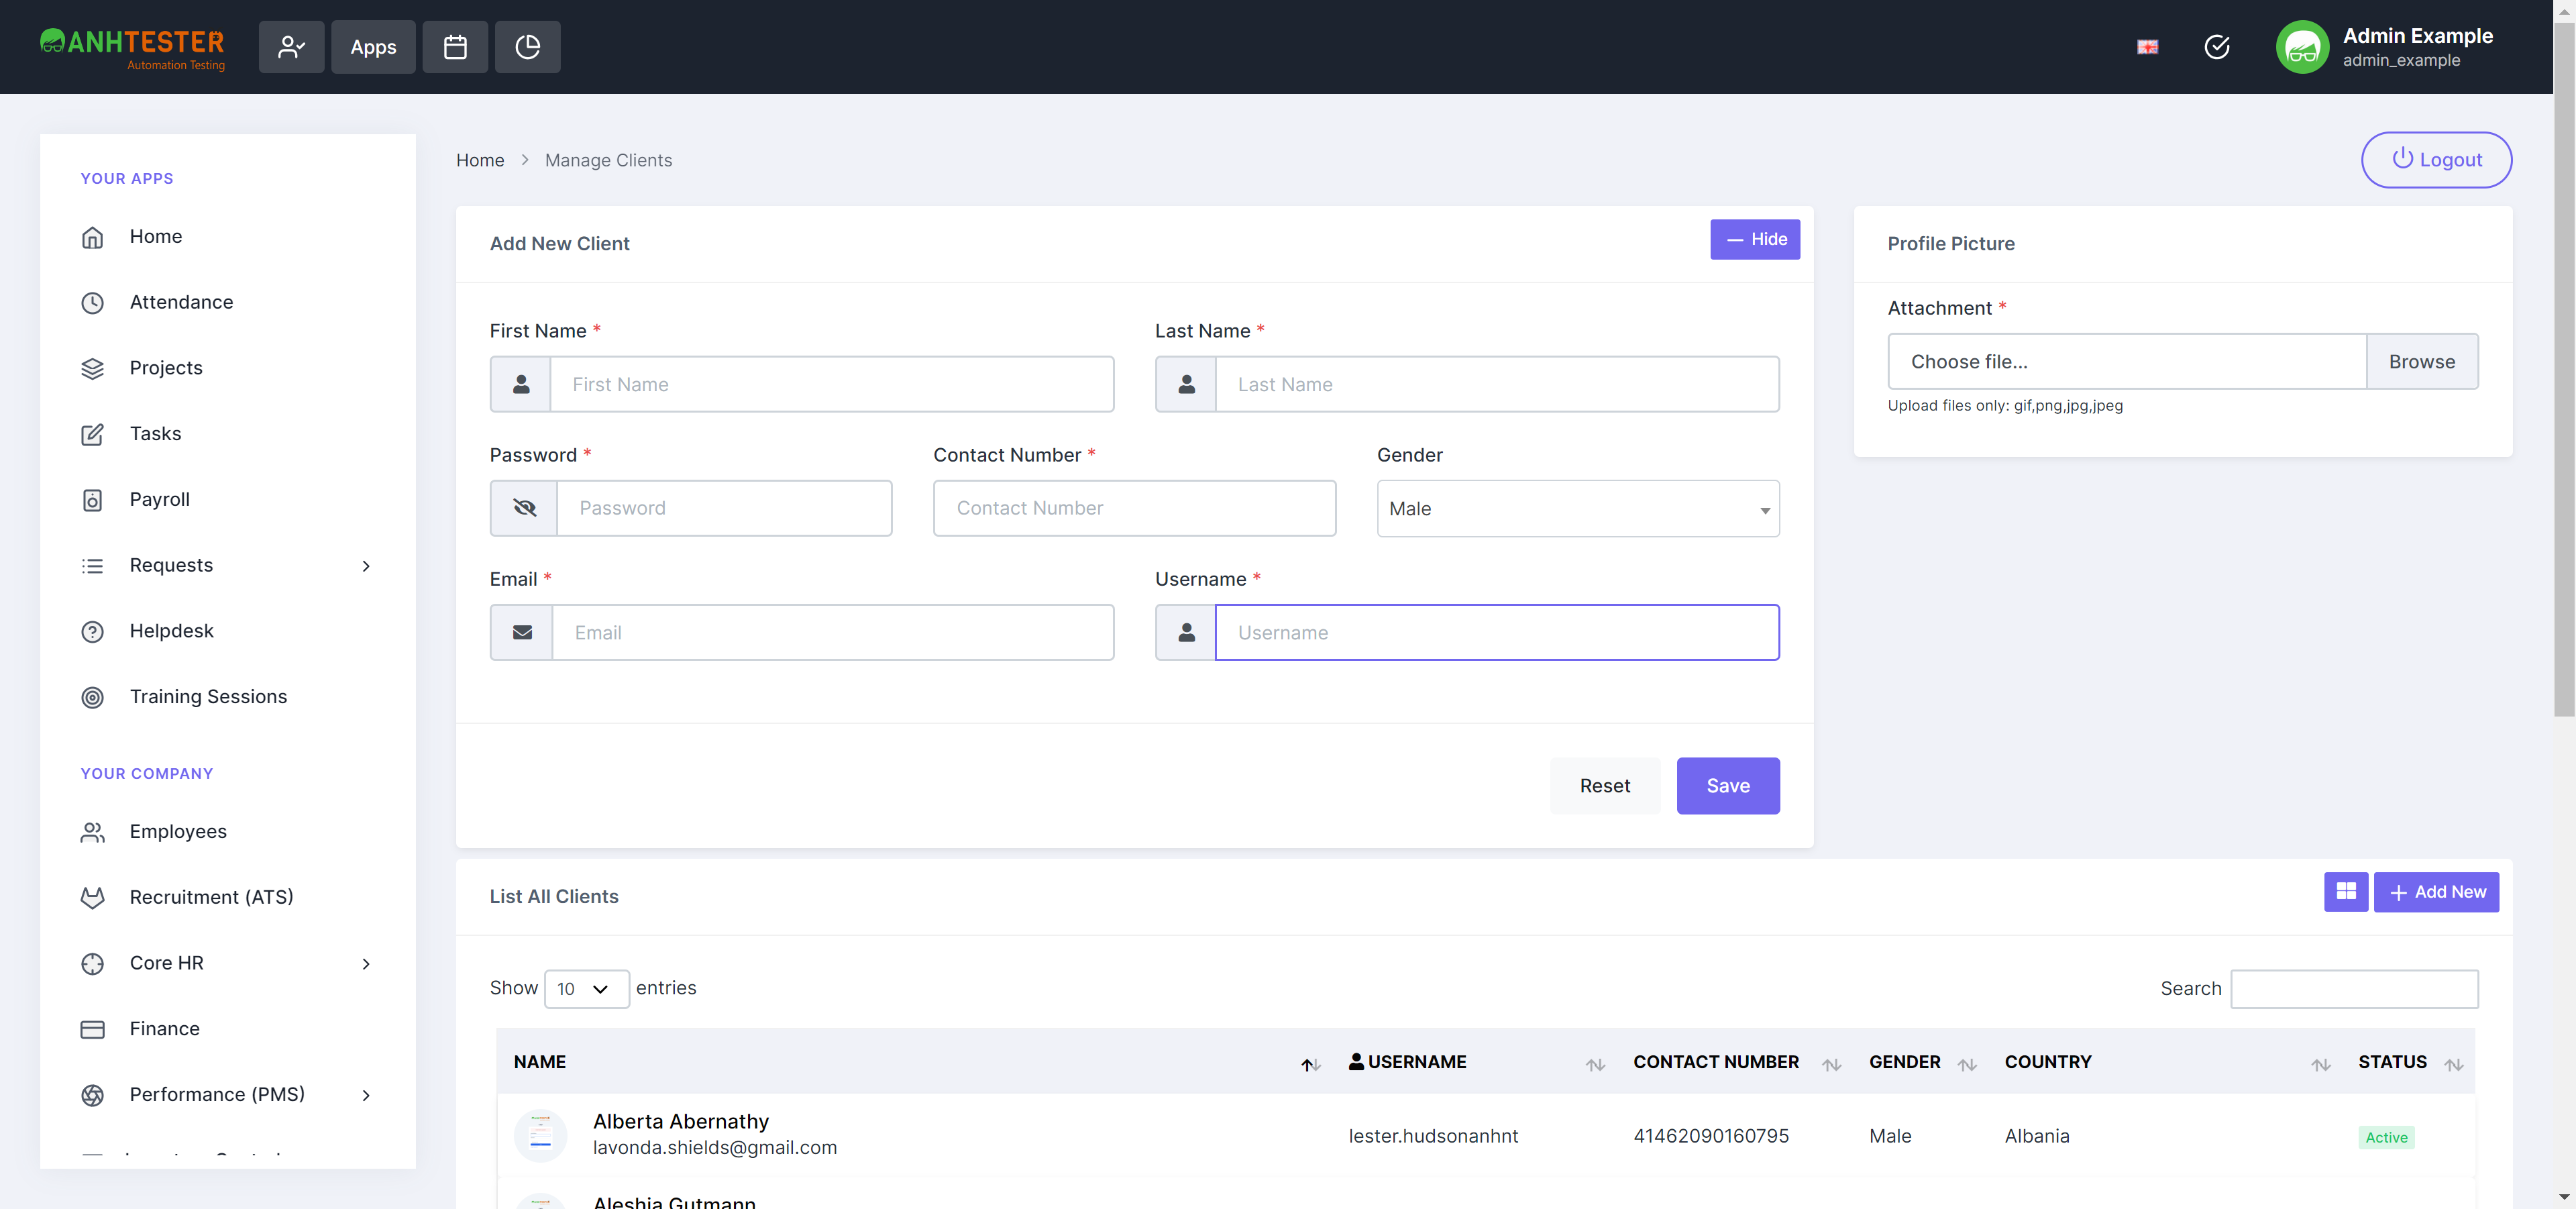 ANHTESTER
Automation Testing
Apps
Admin Example
admin_example
YOUR APPS
Home
Attendance
Projects
Tasks
Payroll
Requests
Helpdesk
Training Sessions
YOUR COMPANY
Employees
Recruitment (ATS)
Core HR
Finance
Performance (PMS)
Home > Manage Clients
Logout
Add New Client
Hide
First Name *
First Name
Last Name *
Last Name
Password *
Password
Contact Number *
Contact Number
Gender
Male
Email *
Email
Username *
Username
Reset
Save
Profile Picture
Attachment *
Choose file...
Browse
Upload files only: gif,png,jpg,jpeg
List All Clients
Add New
Show 10 entries
Search
NAME USERNAME CONTACT NUMBER GENDER COUNTRY STATUS
Alberta Abernathy
lavonda.shields@gmail.com
lester.hudsonanhnt 41462090160795 Male Albania Active
Aleshia Gutmann